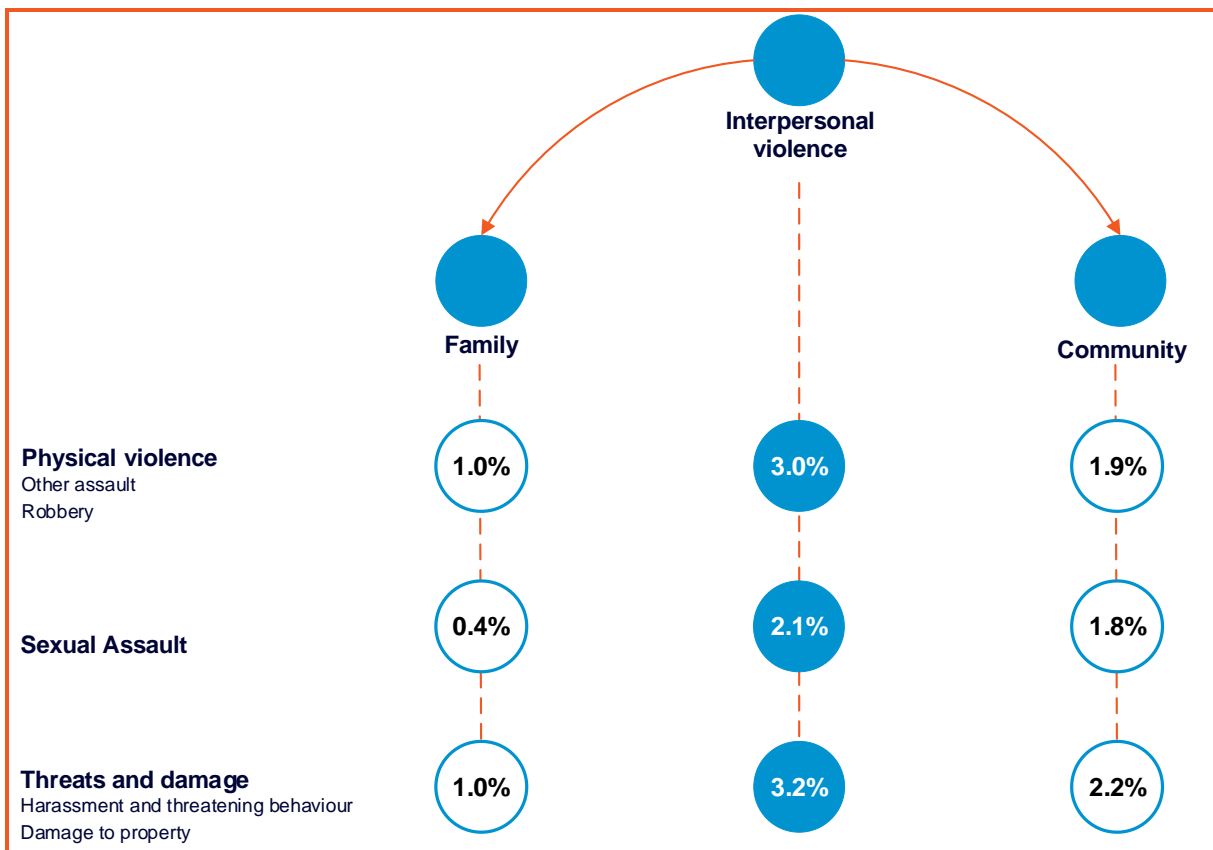 Interpersonal
violence
Family
Community
Physical violence
Other assault
Robbery
1.0%
3.0%
1.9%
Sexual Assault
0.4%
2.1%
1.8%
Threats and damage
Harassment and threatening behaviour
Damage to property
1.0%
3.2%
2.2%